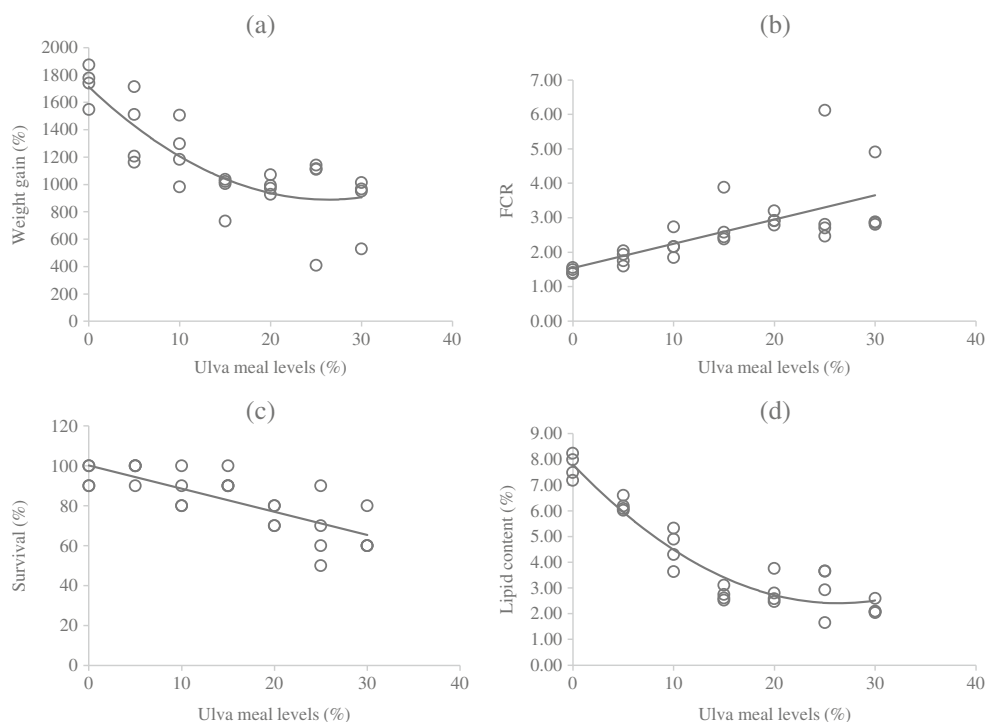 (a)
2000
1800
1600
1400
1200
1000
800
600
400
200
0
Weight gain (%)
0 10 20 30 40
Ulva meal levels (%)
(b)
7.00
6.00
5.00
4.00
3.00
2.00
1.00
0.00
FCR
0 10 20 30 40
Ulva meal levels (%)
(c)
120
100
80
60
40
20
0
Survival (%)
0 10 20 30 40
Ulva meal levels (%)
(d)
9.00
8.00
7.00
6.00
5.00
4.00
3.00
2.00
1.00
0.00
Lipid content (%)
0 10 20 30 40
Ulva meal levels (%)